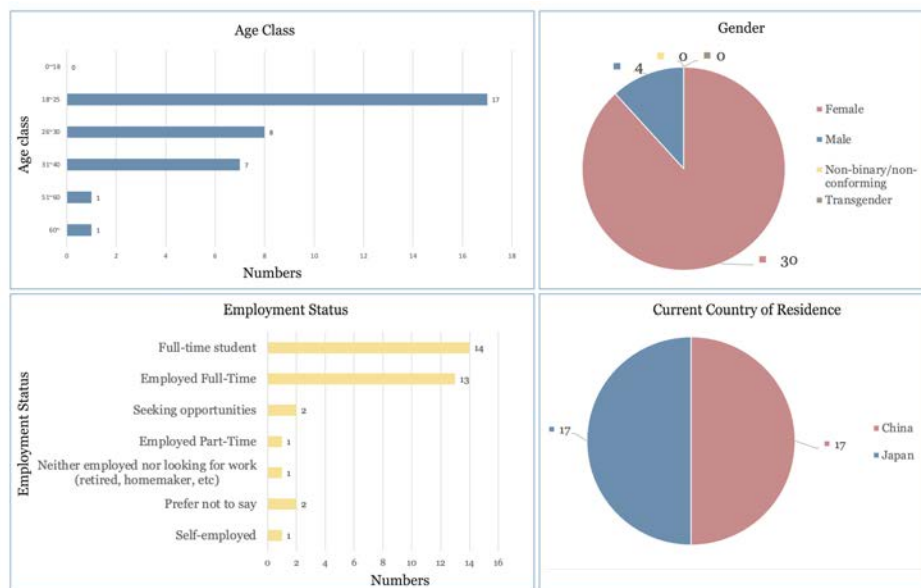 Age Class
Age class
0~18
0
18~25
17
26~30
8
31~40
7
51~60
1
60~
1
0
2
4
6
8
10
12
14
16
18
Numbers
Gender
4
0
0
30
Female
Male
Non-binary/non-
conforming
Transgender
Employment Status
Employment Status
Full-time student
14
Employed Full-Time
13
Seeking opportunities
2
Employed Part-Time
1
Neither employed nor looking for work
(retired, homemaker, etc)
1
Prefer not to say
2
Self-employed
1
0
2
4
6
8
10
12
14
16
Numbers
Current Country of Residence
17
17
China
Japan